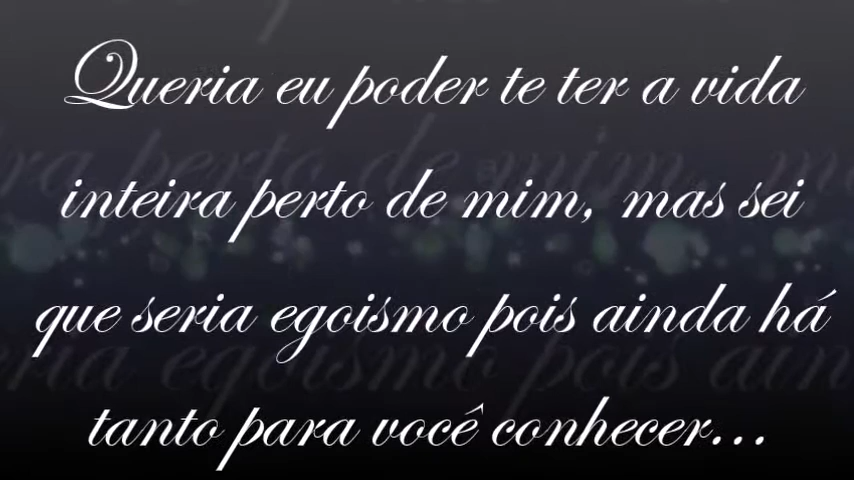 Queria eu poder te ter a vida
inteira perto de mim, mas sei
que seria egoismo pois ainda há
tanto para você conhecer...